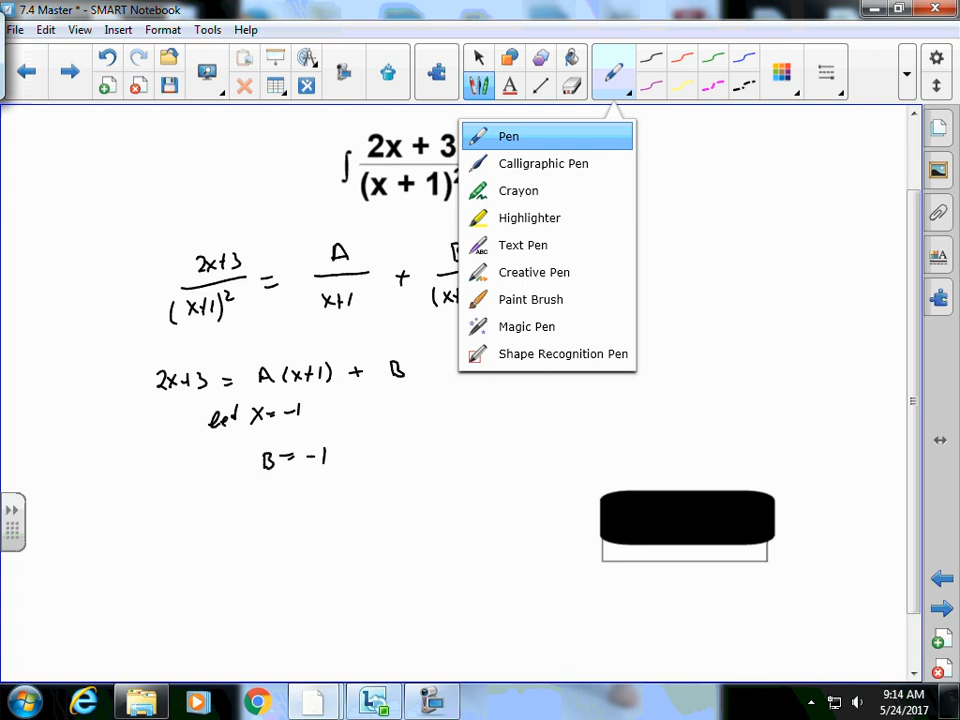 7.4 Master * - SMART Notebook
File Edit View Insert Format Tools Help
∫ 2x + 3
(x + 1)²
Pen
Calligraphic Pen
Crayon
Highlighter
Text Pen
Creative Pen
Paint Brush
Magic Pen
Shape Recognition Pen
2x+3 = A + B
(x+1)² x+1 (x+
2x+3 = A(x+1) + B
let x=-1
B = -1
9:14 AM
5/24/2017